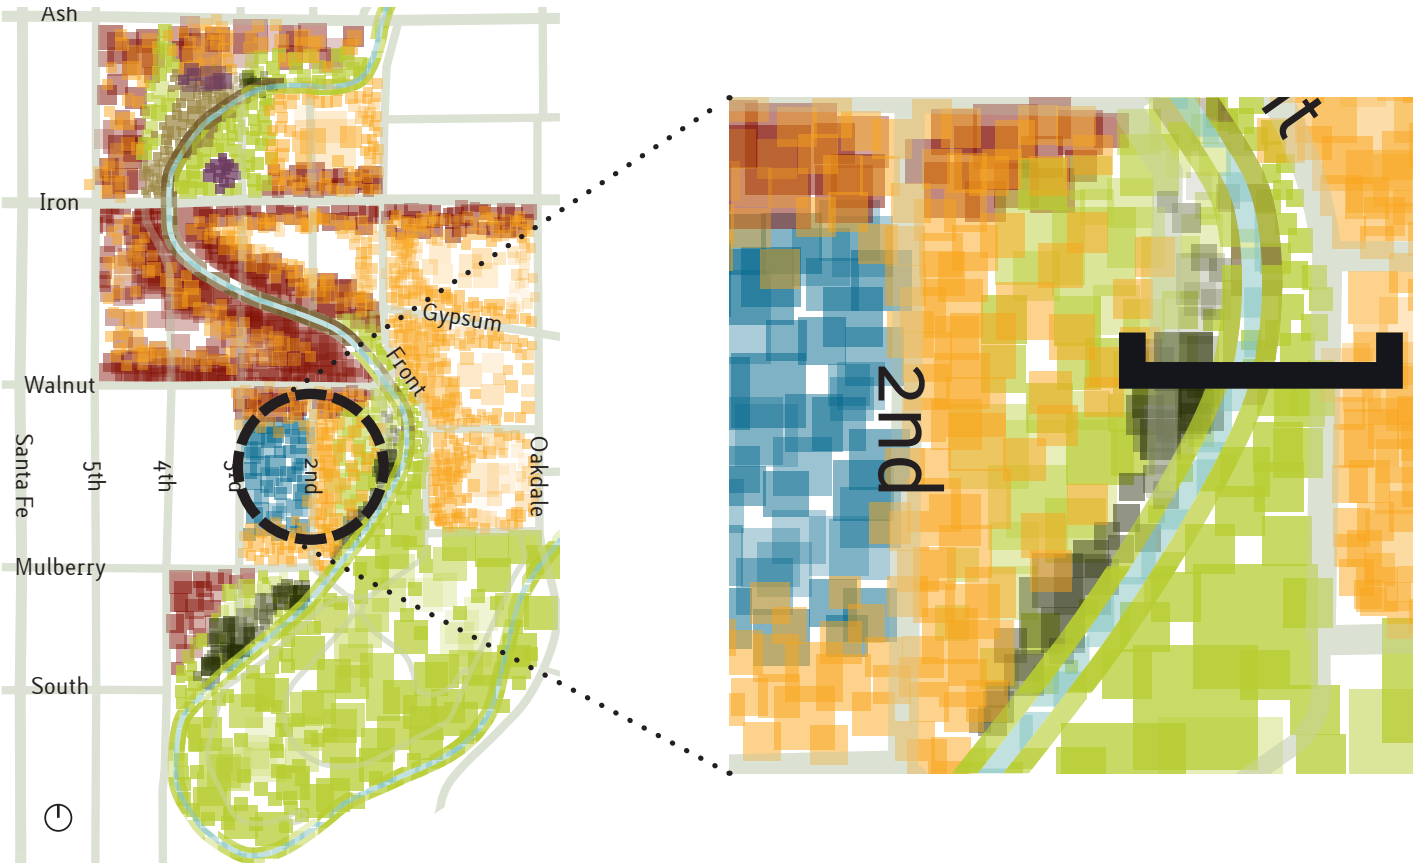 Ash
Iron
Gypsum
Front
Walnut
Santa Fe
5th
4th
3rd
2nd
Oakdale
Mulberry
South
2nd
t